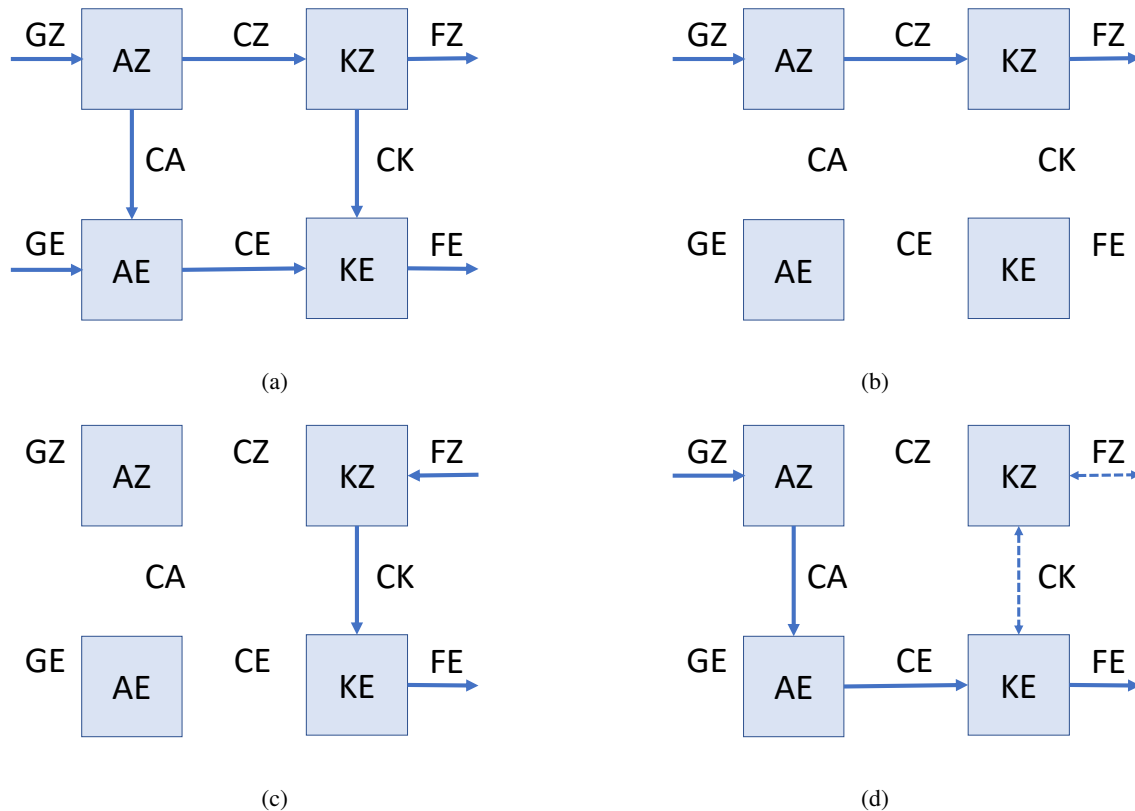 GZ AZ CZ KZ FZ
CA CK
GE AE CE KE FE
(a)
GZ AZ CZ KZ FZ
CA CK
GE AE CE KE FE
(b)
GZ AZ CZ KZ FZ
CA CK
GE AE CE KE FE
(c)
GZ AZ CZ KZ FZ
CA CK
GE AE CE KE FE
(d)